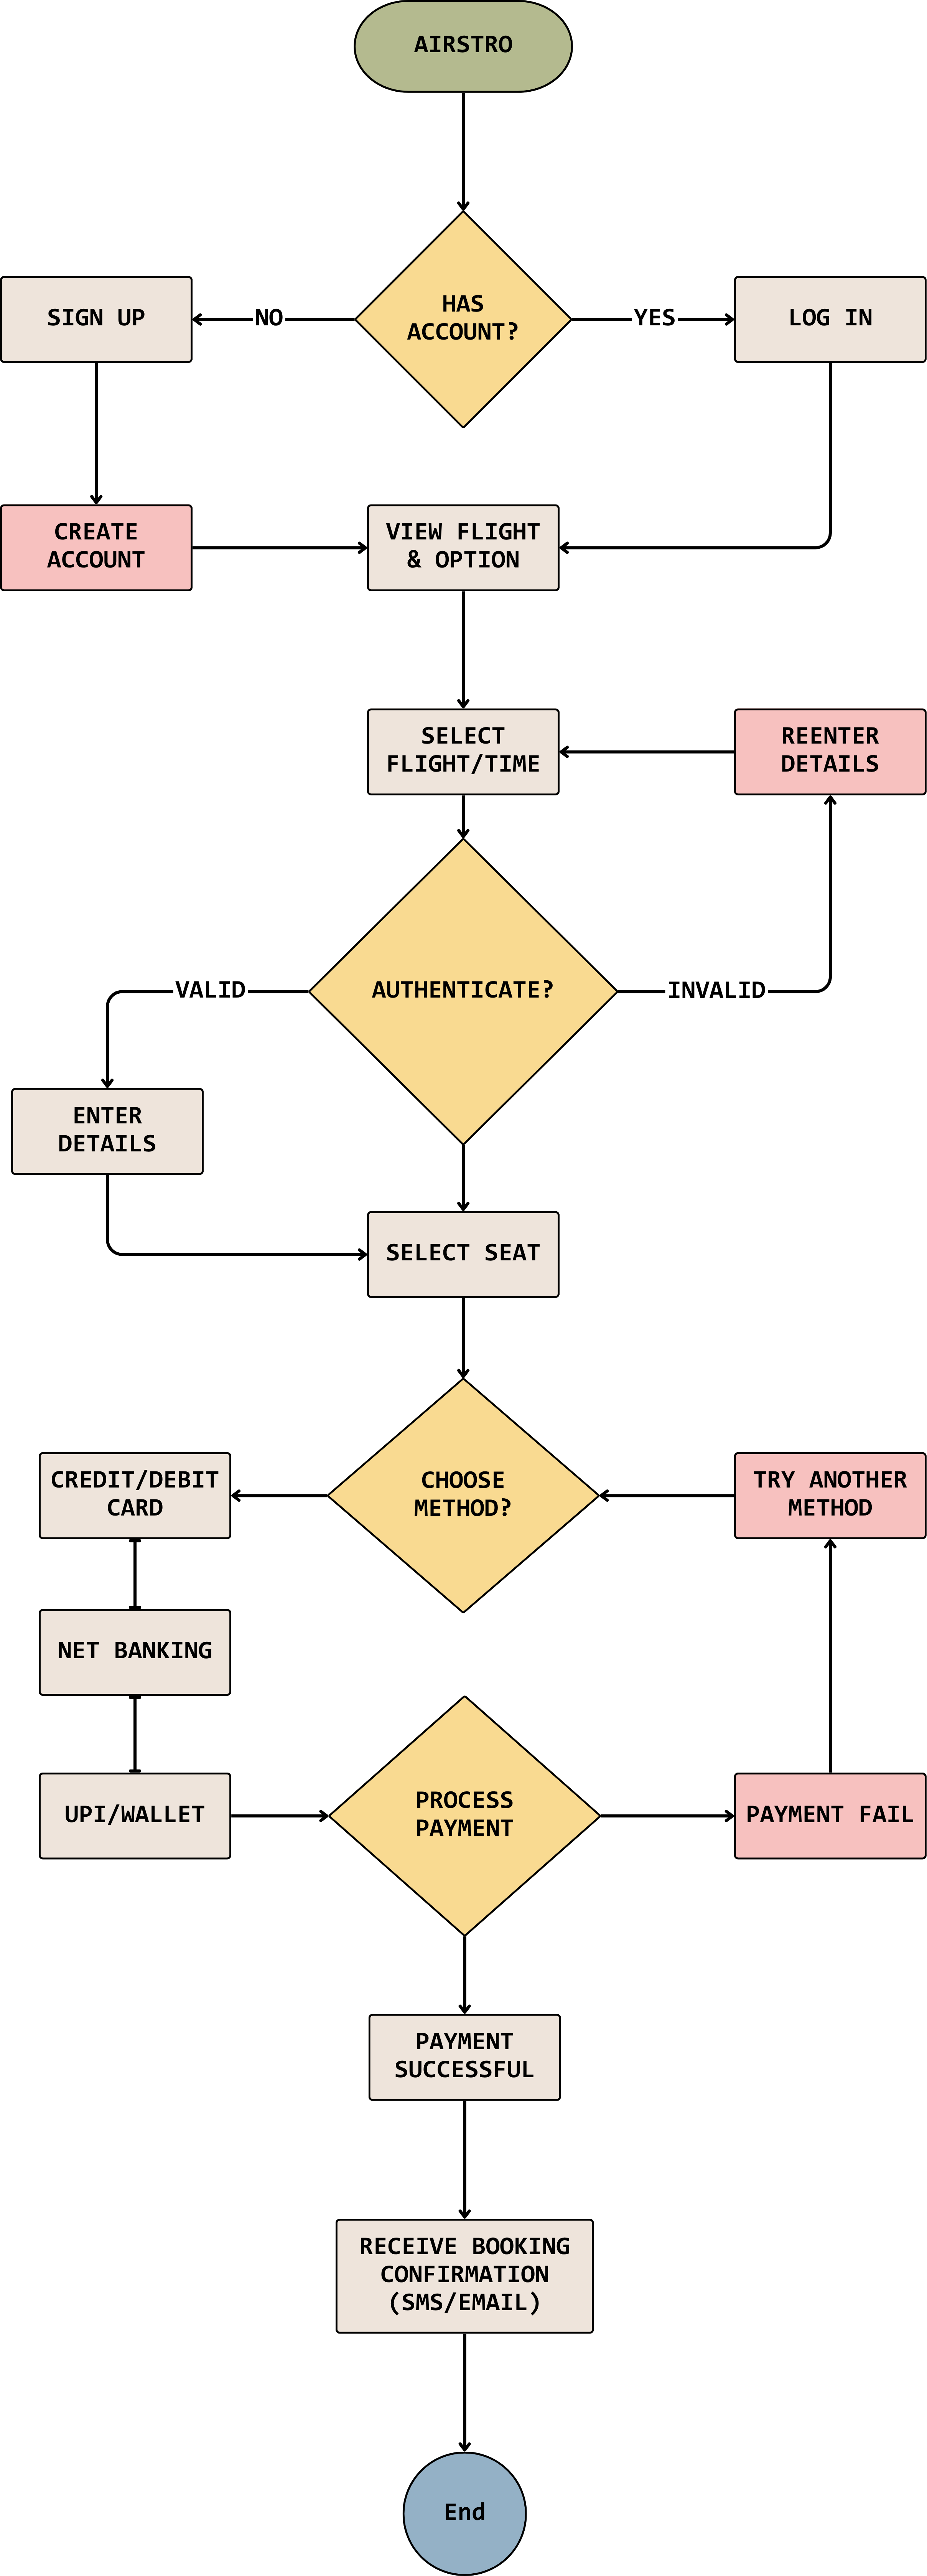 AIRSTRO
HAS
ACCOUNT?
NO
YES
SIGN UP
LOG IN
CREATE
ACCOUNT
VIEW FLIGHT
& OPTION
SELECT
FLIGHT/TIME
REENTER
DETAILS
AUTHENTICATE?
VALID
INVALID
ENTER
DETAILS
SELECT SEAT
CHOOSE
METHOD?
CREDIT/DEBIT
CARD
TRY ANOTHER
METHOD
NET BANKING
UPI/WALLET
PROCESS
PAYMENT
PAYMENT FAIL
PAYMENT
SUCCESSFUL
RECEIVE BOOKING
CONFIRMATION
(SMS/EMAIL)
End